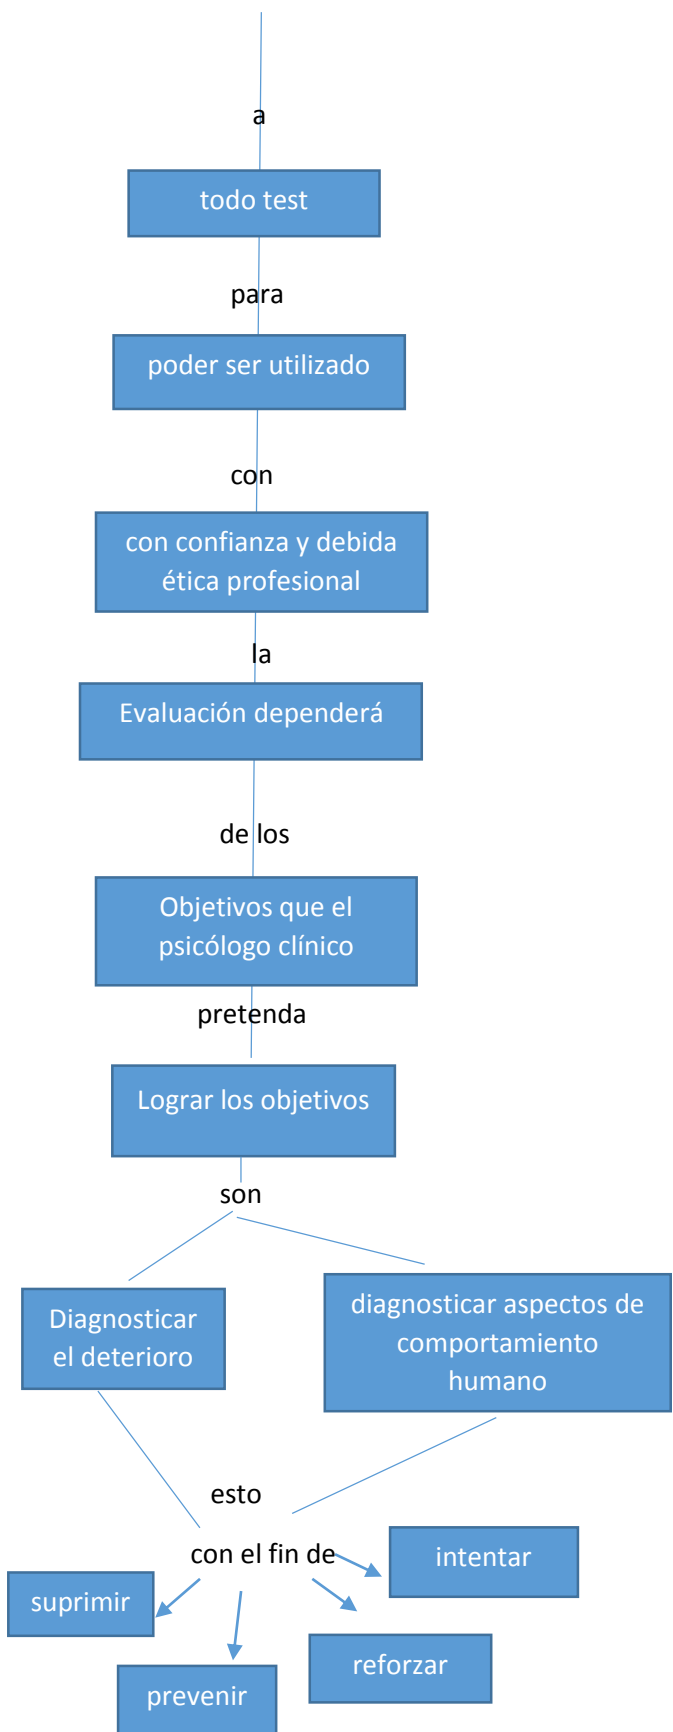 a
todo test
para
poder ser utilizado
con
con confianza y debida
ética profesional
la
Evaluación dependerá
de los
Objetivos que el
psicólogo clínico
pretenda
Lograr los objetivos
son
Diagnosticar
el deterioro
diagnosticar aspectos de
comportamiento
humano
esto
con el fin de
intentar
suprimir
reforzar
prevenir